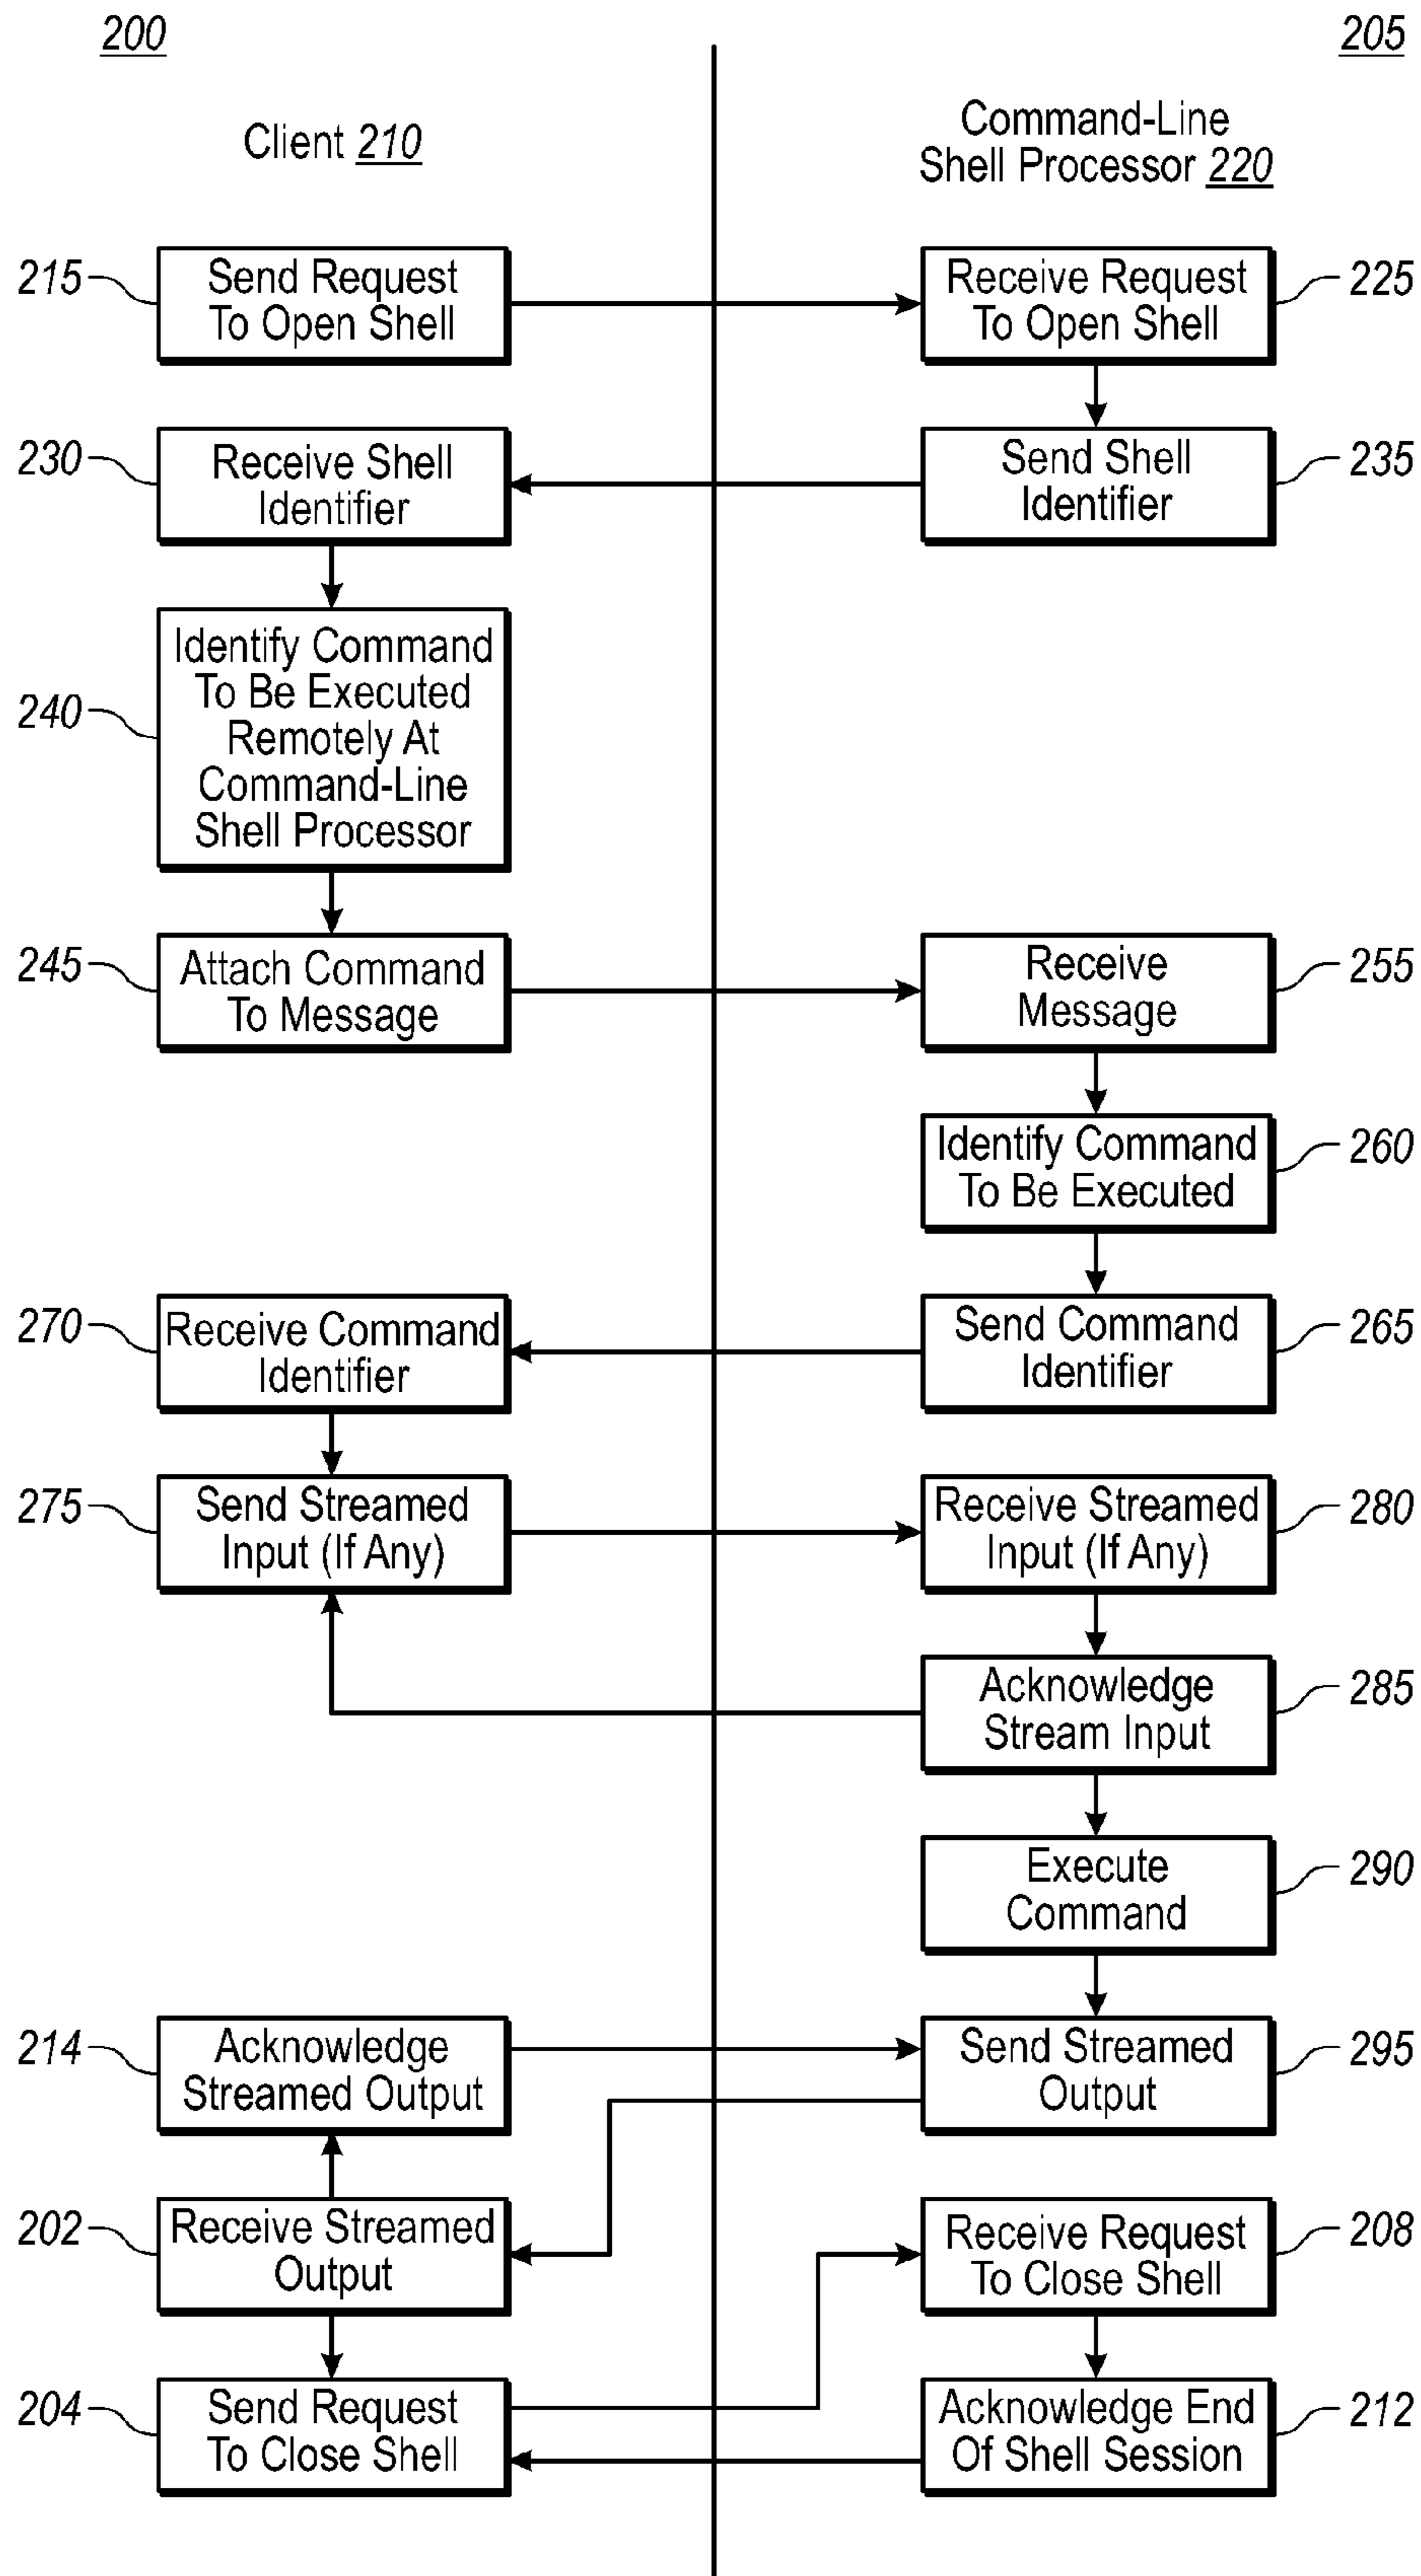 200
205
Client 210
Command-Line
Shell Processor 220
215
Send Request
To Open Shell
Receive Request
To Open Shell
225
230
Receive Shell
Identifier
Send Shell
Identifier
235
240
Identify Command
To Be Executed
Remotely At
Command-Line
Shell Processor
245
Attach Command
To Message
Receive
Message
255
Identify Command
To Be Executed
260
270
Receive Command
Identifier
Send Command
Identifier
265
275
Send Streamed
Input (If Any)
Receive Streamed
Input (If Any)
280
Acknowledge
Stream Input
285
Execute
Command
290
214
Acknowledge
Streamed Output
Send Streamed
Output
295
202
Receive Streamed
Output
Receive Request
To Close Shell
208
204
Send Request
To Close Shell
Acknowledge End
Of Shell Session
212